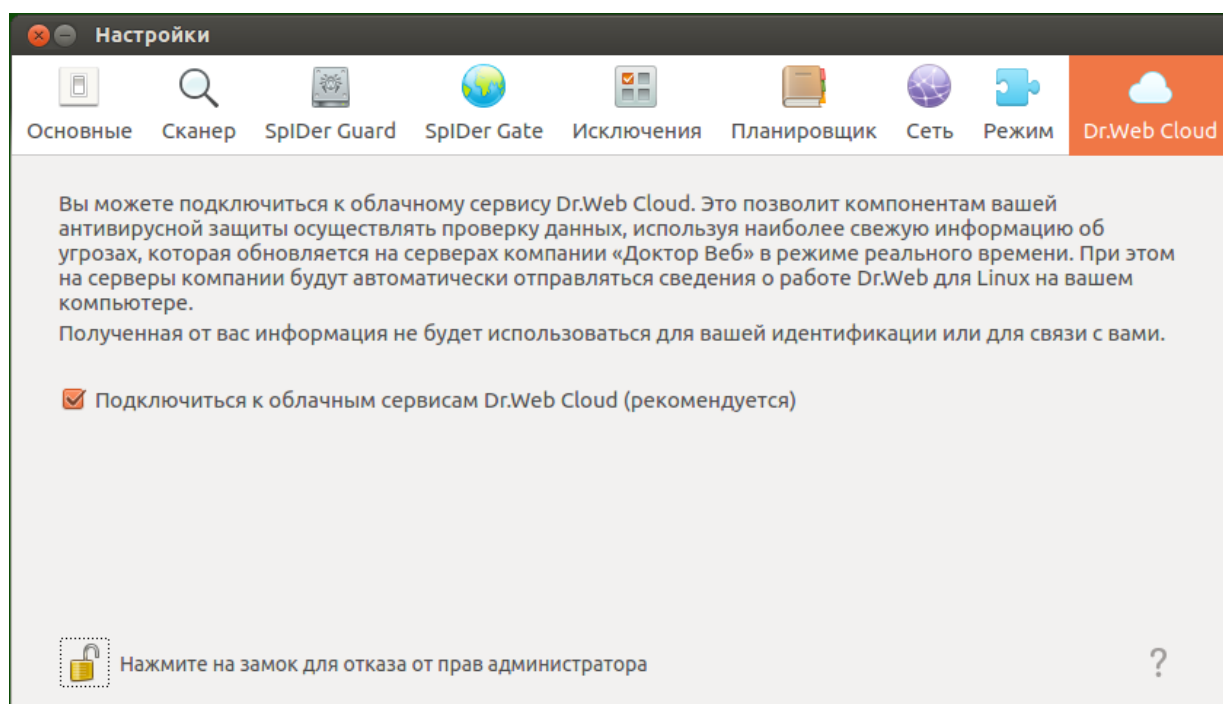 Настройки
Основные Сканер SpIDer Guard SpIDer Gate Исключения Планировщик Сеть Режим Dr.Web Cloud
Вы можете подключиться к облачному сервису Dr.Web Cloud. Это позволит компонентам вашей
антивирусной защиты осуществлять проверку данных, используя наиболее свежую информацию об
угрозах, которая обновляется на серверах компании «Доктор Веб» в режиме реального времени. При этом
на серверы компании будут автоматически отправляться сведения о работе Dr.Web для Linux на вашем
компьютере.
Полученная от вас информация не будет использоваться для вашей идентификации или для связи с вами.
Подключиться к облачным сервисам Dr.Web Cloud (рекомендуется)
Нажмите на замок для отказа от прав администратора
?